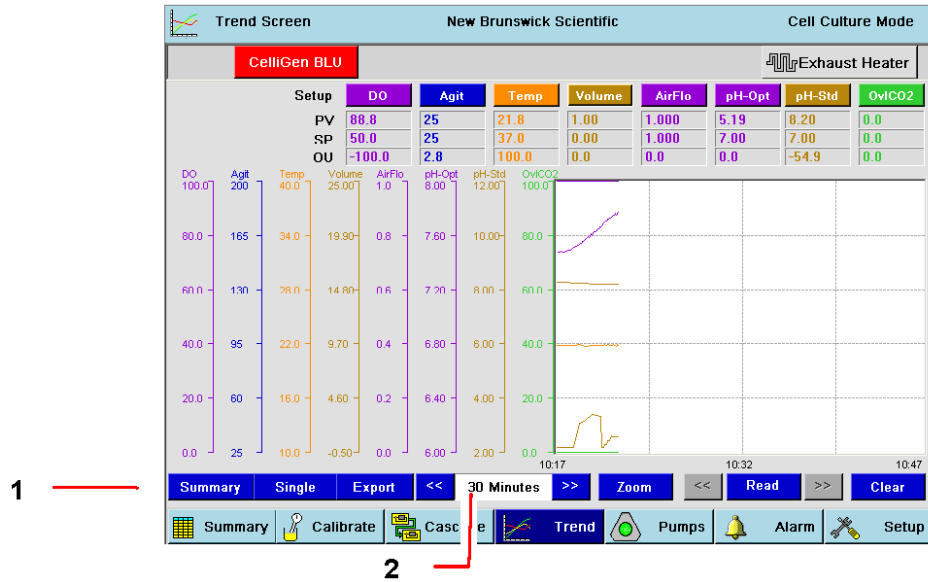 Trend Screen New Brunswick Scientific Cell Culture Mode
CelliGen BLU Exhaust Heater
Setup DO Agit Temp Volume AirFlo pH-Opt pH-Std OvlCO2
PV 88.8 25 21.8 1.00 1.000 5.19 8.20 0.0
SP 50.0 25 37.0 0.00 1.000 7.00 7.00 0.0
OU -100.0 2.8 100.0 0.0 0.0 0.0 -54.9 0.0
DO Agit Temp Volume AirFlo pH-Opt pH-Std OvlCO2
100.0 200 40.0 25.00 1.0 8.00 12.00 100.0
80.0 165 34.0 19.90 0.8 7.60 10.00 80.0
60.0 130 28.0 14.80 0.6 7.20 8.00 60.0
40.0 95 22.0 9.70 0.4 6.80 6.00 40.0
20.0 60 16.0 4.60 0.2 6.40 4.00 20.0
0.0 25 10.0 -0.50 0.0 6.00 2.00 0.0
10:17 10:32 10:47
1 Summary Single Export << 30 Minutes >> Zoom << Read >> Clear
Summary Calibrate Trend Pumps Alarm Setup
2